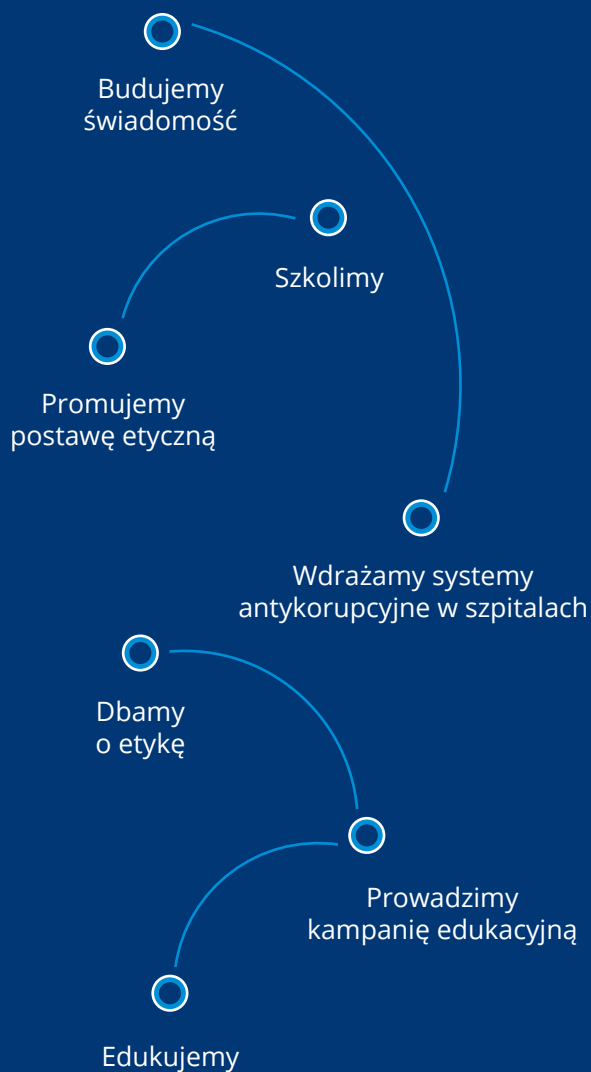 Budujemy
świadomość
Szkolimy
Promujemy
postawę etyczną
Wdrażamy systemy
antykorupcyjne w szpitalach
Dbamy
o etykę
Prowadzimy
kampanię edukacyjną
Edukujemy